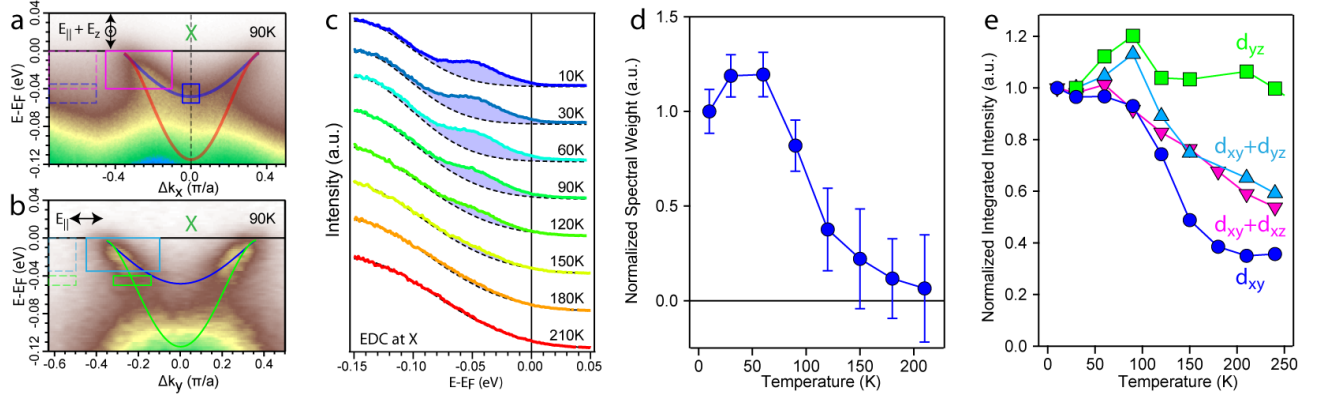 a
E|| + Ez
X
90K
0.04
0.00
-0.04
-0.08
-0.12
E-EF (eV)
-0.4
0.0
0.4
Δkx (π/a)
b
E||
X
90K
0.04
0.00
-0.04
-0.08
-0.12
E-EF (eV)
-0.6
-0.4
-0.2
0.0
0.2
0.4
Δky (π/a)
c
Intensity (a.u.)
10K
30K
60K
90K
120K
150K
180K
210K
EDC at X
-0.15
-0.10
-0.05
0.00
0.05
E-EF (eV)
d
Normalized Spectral Weight (a.u.)
1.5
1.0
0.5
0.0
0
50
100
150
200
Temperature (K)
e
Normalized Integrated Intensity (a.u.)
1.2
1.0
0.8
0.6
0.4
0.2
0.0
dyz
dxy+dyz
dxy+dxz
dxy
0
50
100
150
200
250
Temperature (K)